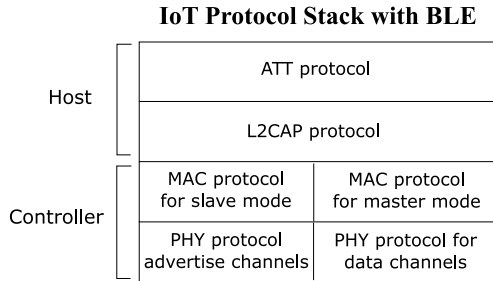 IoT Protocol Stack with BLE
Host
ATT protocol
L2CAP protocol
Controller
MAC protocol
for slave mode
MAC protocol
for master mode
PHY protocol
advertise channels
PHY protocol for
data channels